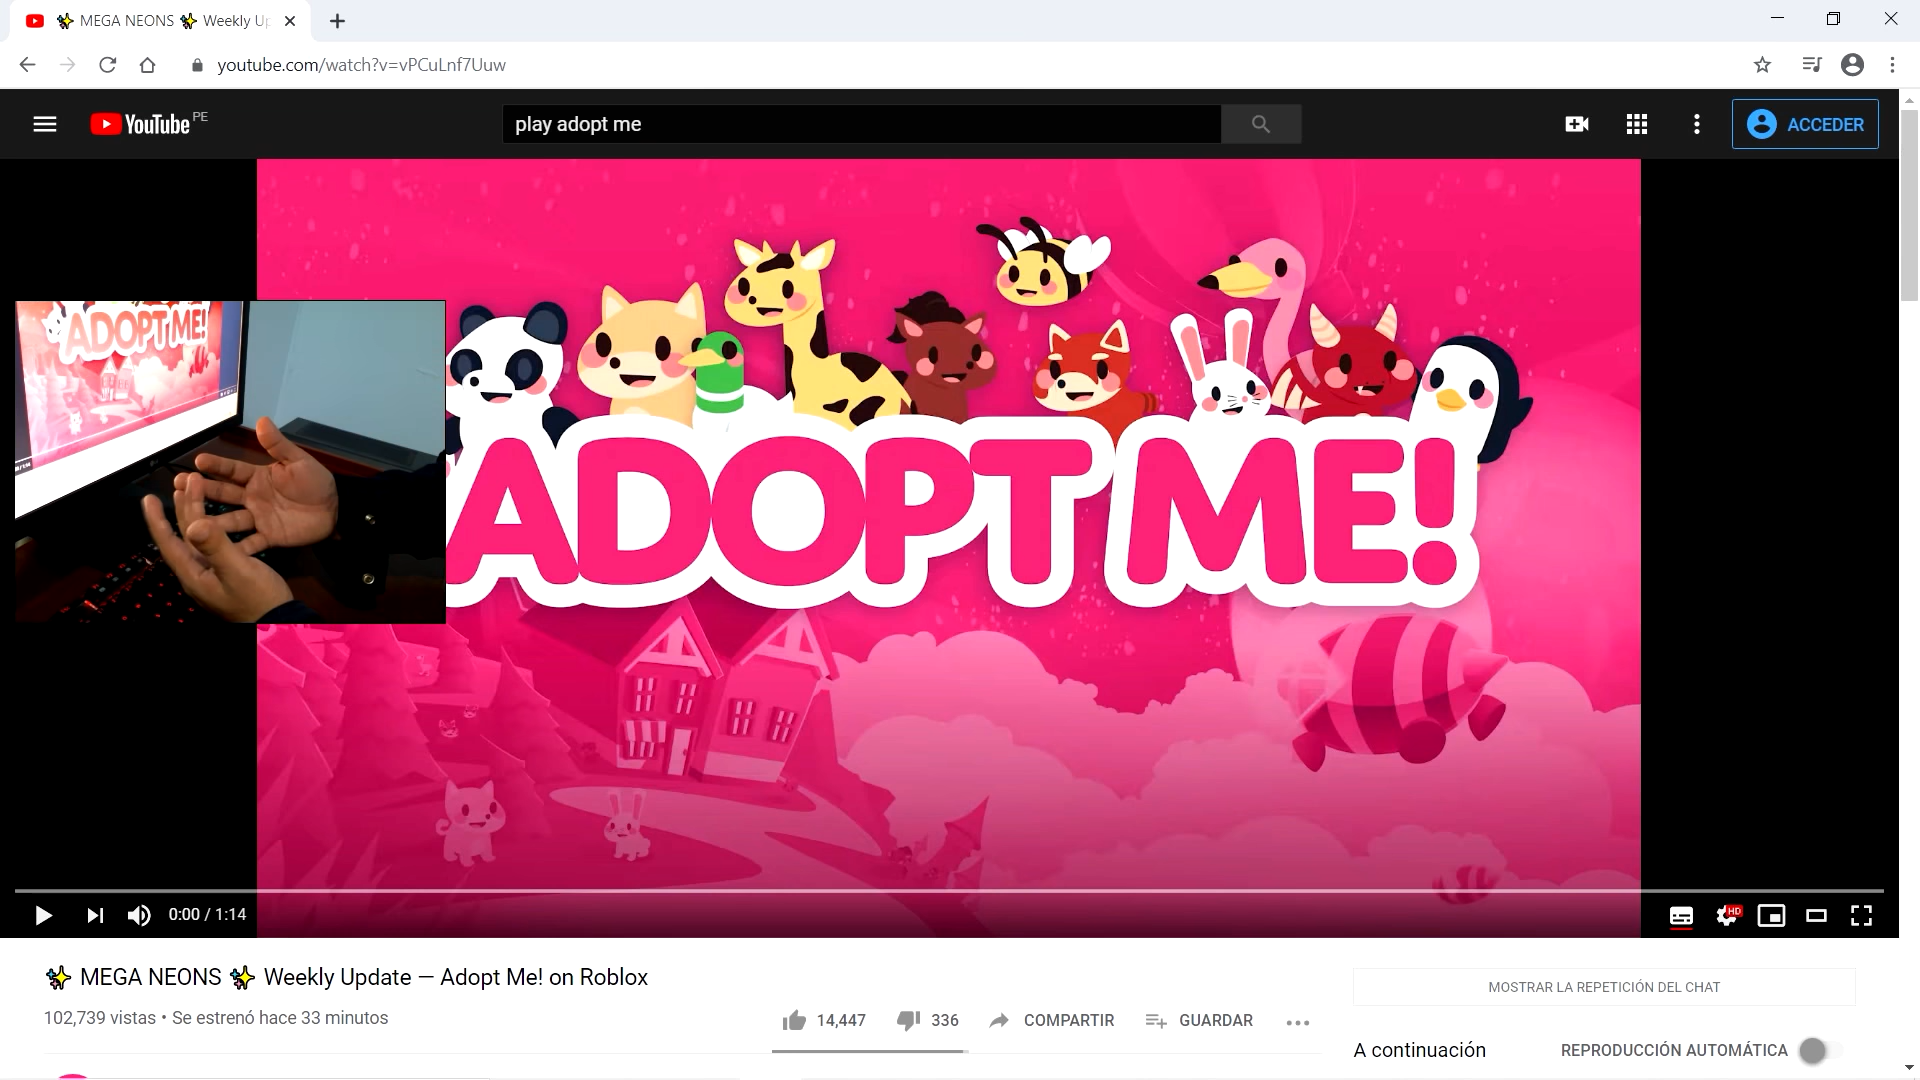 ✨ MEGA NEONS ✨ Weekly Up
youtube.com/watch?v=vPCuLnf7Uuw
YouTube PE
play adopt me
ACCEDER
ADOPT ME!
ADOPT ME!
0:00 / 1:14
HD
✨ MEGA NEONS ✨ Weekly Update — Adopt Me! on Roblox
102,739 vistas • Se estrenó hace 33 minutos
14,447
336
COMPARTIR
GUARDAR
MOSTRAR LA REPETICIÓN DEL CHAT
A continuación
REPRODUCCIÓN AUTOMÁTICA